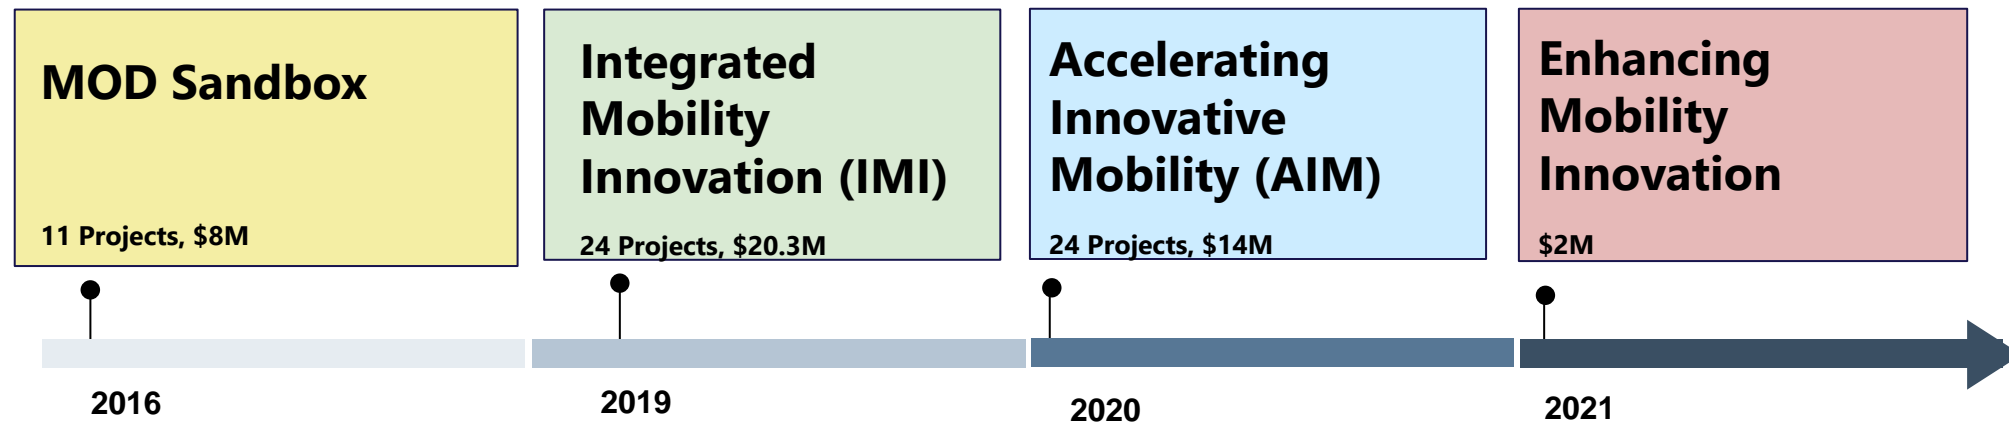 MOD Sandbox
11 Projects, $8M
Integrated
Mobility
Innovation (IMI)
24 Projects, $20.3M
Accelerating
Innovative
Mobility (AIM)
24 Projects, $14M
Enhancing
Mobility
Innovation
$2M
2016
2019
2020
2021